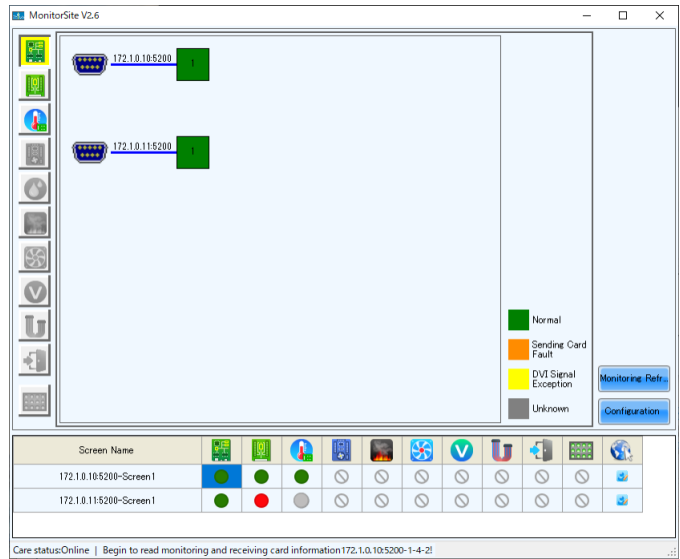 MonitorSite V2.6
172.1.0.10:5200
1
172.1.0.11:5200
1
Normal
Sending Card
Fault
DVI Signal
Exception
Unknown
Monitoring Refr...
Configuration
Screen Name
172.1.0.10:5200-Screen1
172.1.0.11:5200-Screen1
Care status:Online | Begin to read monitoring and receiving card information172.1.0.10:5200-1-4-2!